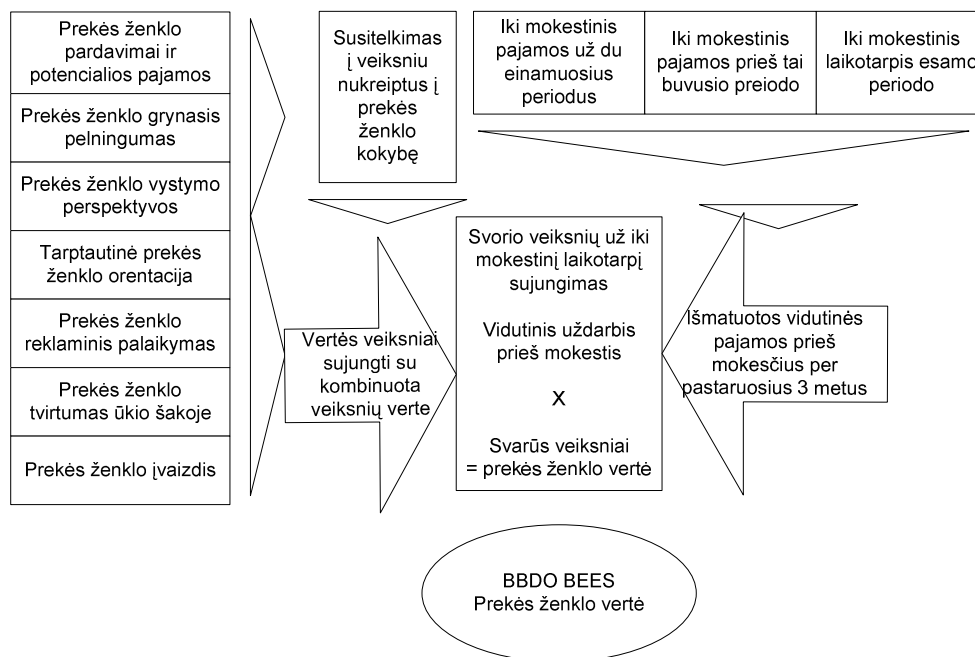 Prekės ženklo
pardavimai ir
potencialios pajamos
Prekės ženklo grynasis
pelningumas
Prekės ženklo vystymo
perspektyvos
Tarptautinė prekės
ženklo orentacija
Prekės ženklo
reklaminis palaikymas
Prekės ženklo
tvirtumas ūkio šakoje
Prekės ženklo įvaizdis
Susitelkimas
į veiksniu
nukreiptus į
prekės
ženklo
kokybę
Iki mokestinis
pajamos už du
einamuosius
periodus
Iki mokestinis
pajamos prieš tai
buvusio preiodo
Iki mokestinis
laikotarpis esamo
periodo
Vertės veiksniai
sujungti su
kombinuota
veiksnių verte
Svorio veiksnių už iki
mokestinį laikotarpį
sujungimas
Vidutinis uždarbis
prieš mokestis
X
Svarūs veiksniai
= prekės ženklo vertė
Išmatuotos vidutinės
pajamos prieš
mokesčius per
pastaruosius 3 metus
BBDO BEES
Prekės ženklo vertė